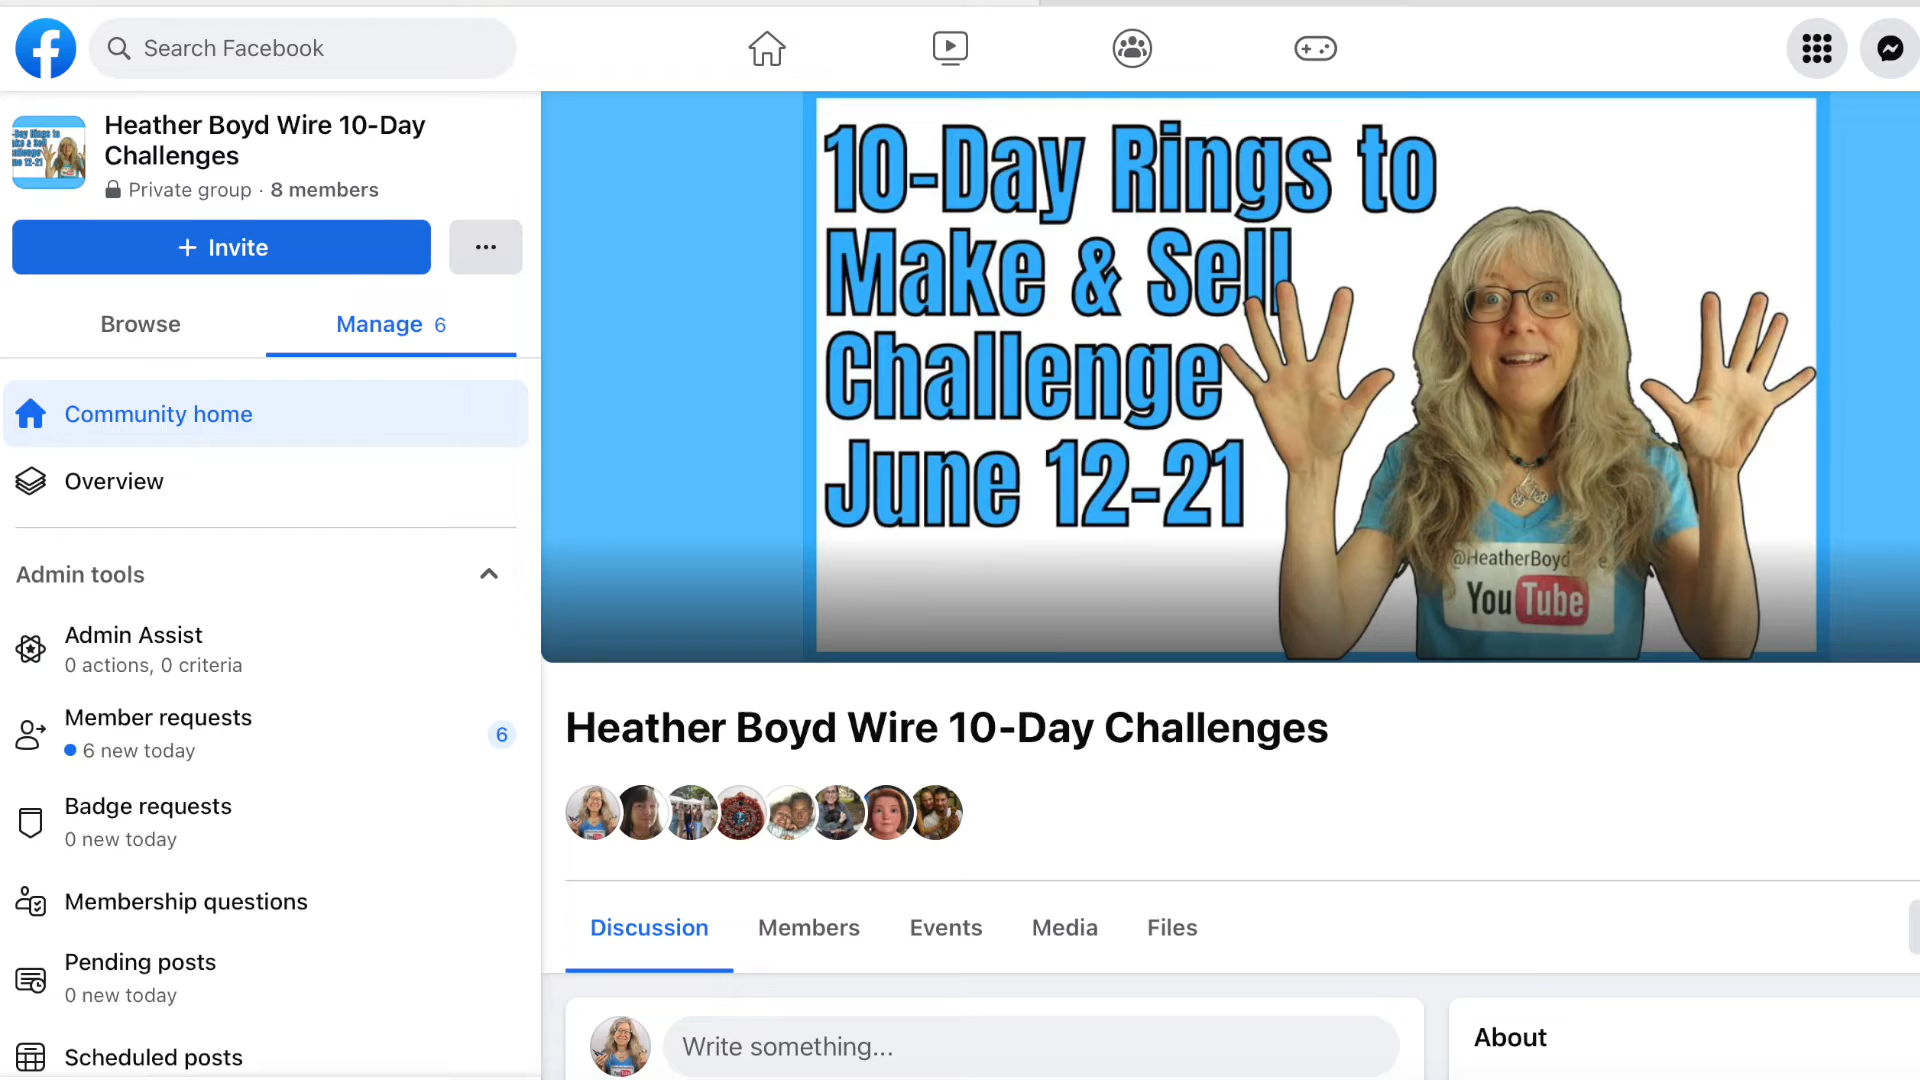 Search Facebook
Heather Boyd Wire 10-Day
Challenges
Private group · 8 members
+ Invite
Browse
Manage 6
Community home
Overview
Admin tools
Admin Assist
0 actions, 0 criteria
Member requests
6 new today
6
Badge requests
0 new today
Membership questions
Pending posts
0 new today
Scheduled posts
10-Day Rings to
Make & Sell
Challenge
June 12-21
@HeatherBoyd
YouTube
Heather Boyd Wire 10-Day Challenges
Discussion
Members
Events
Media
Files
Write something...
About